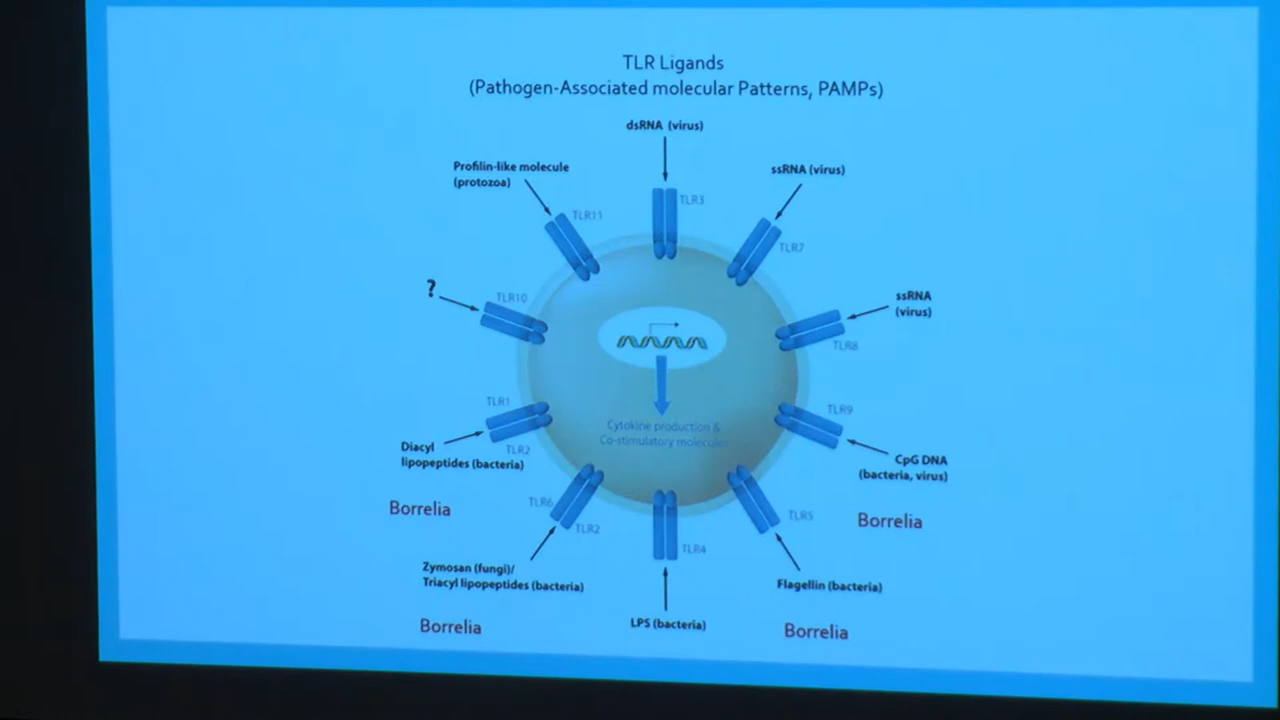 TLR Ligands
(Pathogen-Associated molecular Patterns, PAMPs)
dsRNA (virus)
Profilin-like molecule
(protozoa)
ssRNA (virus)
TLR3
TLR11
TLR7
?
TLR10
ssRNA
(virus)
TLR8
TLR1
TLR9
Cytokine production &
Co-stimulatory molecules
Diacyl
lipopeptides (bacteria)
TLR2
CpG DNA
(bacteria, virus)
Borrelia
TLR6
TLR2
TLR5
Borrelia
TLR4
Zymosan (fungi)/
Triacyl lipopeptides (bacteria)
Flagellin (bacteria)
Borrelia
LPS (bacteria)
Borrelia